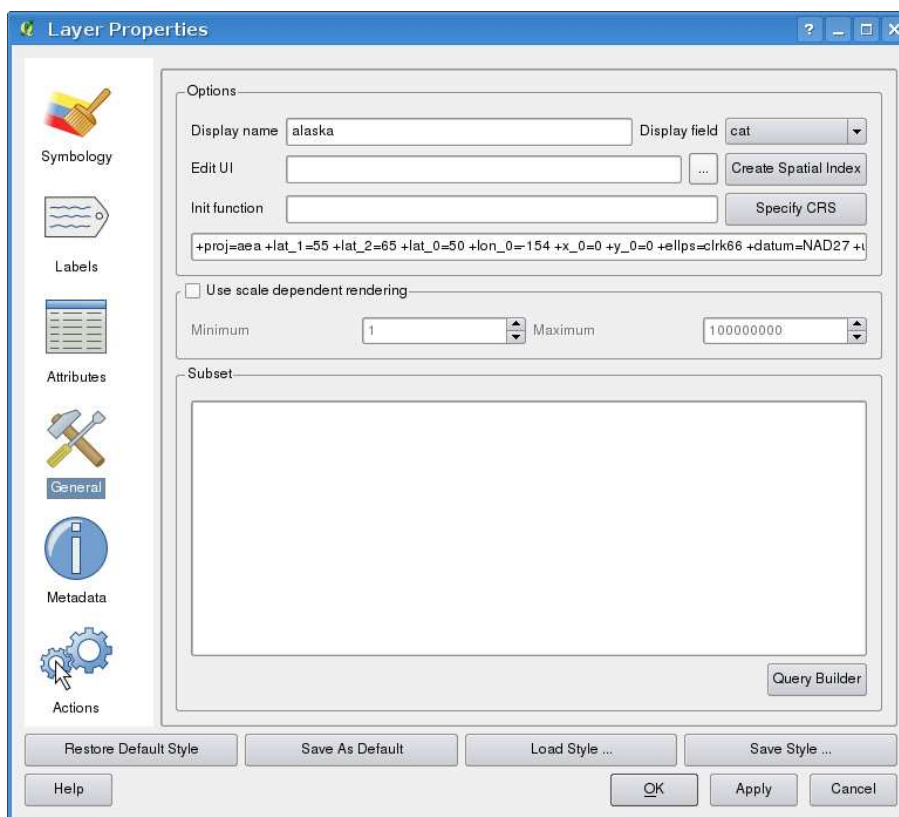 Layer Properties
Symbology
Labels
Attributes
General
Metadata
Actions
Options
Display name alaska Display field cat
Edit UI ... Create Spatial Index
Init function Specify CRS
+proj=aea +lat_1=55 +lat_2=65 +lat_0=50 +lon_0=-154 +x_0=0 +y_0=0 +ellps=clrk66 +datum=NAD27
Use scale dependent rendering
Minimum 1 Maximum 100000000
Subset
Query Builder
Restore Default Style Save As Default Load Style ... Save Style ...
Help OK Apply Cancel